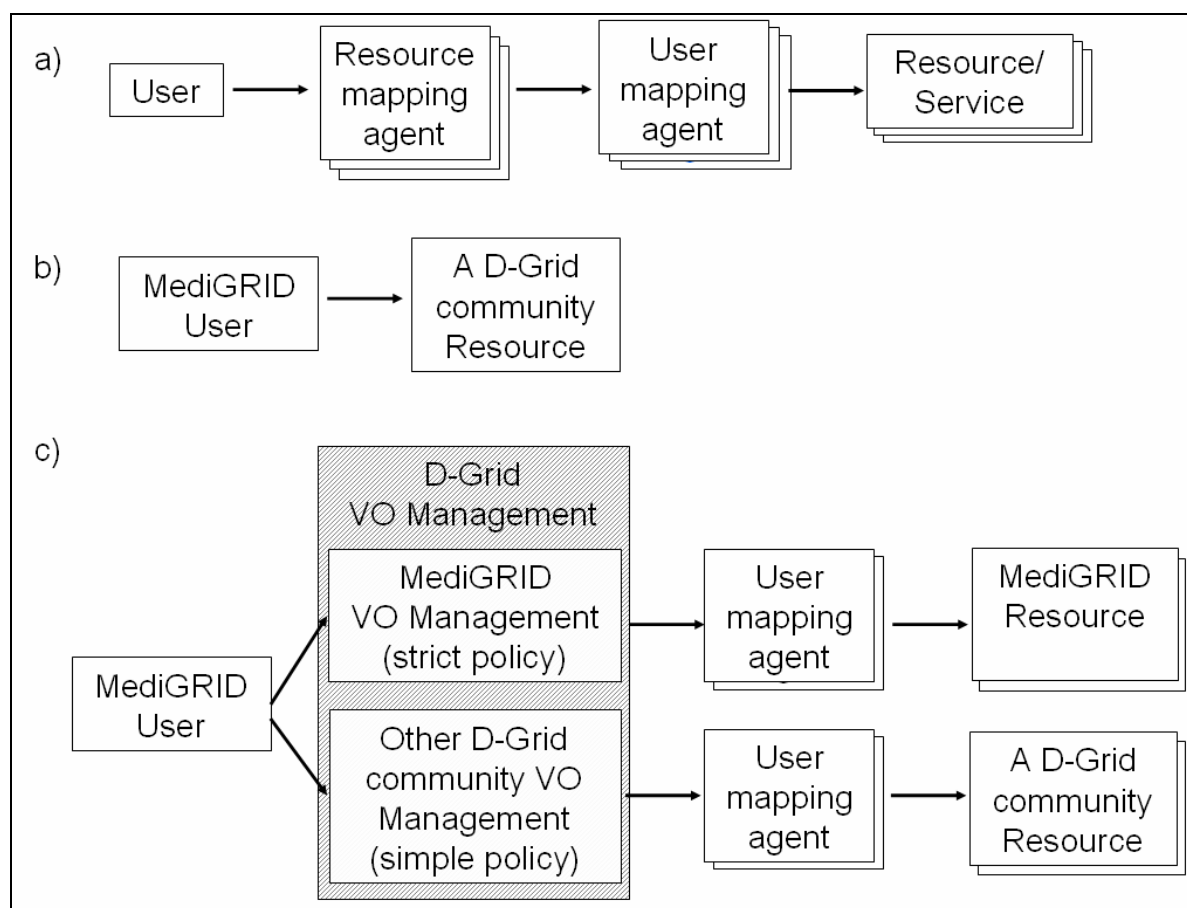 a)
User
Resource
mapping
agent
User
mapping
agent
Resource/
Service
b)
MediGRID
User
A D-Grid
community
Resource
c)
D-Grid
VO Management
MediGRID
User
MediGRID
VO Management
(strict policy)
User
mapping
agent
MediGRID
Resource
Other D-Grid
community VO
Management
(simple policy)
User
mapping
agent
A D-Grid
community
Resource